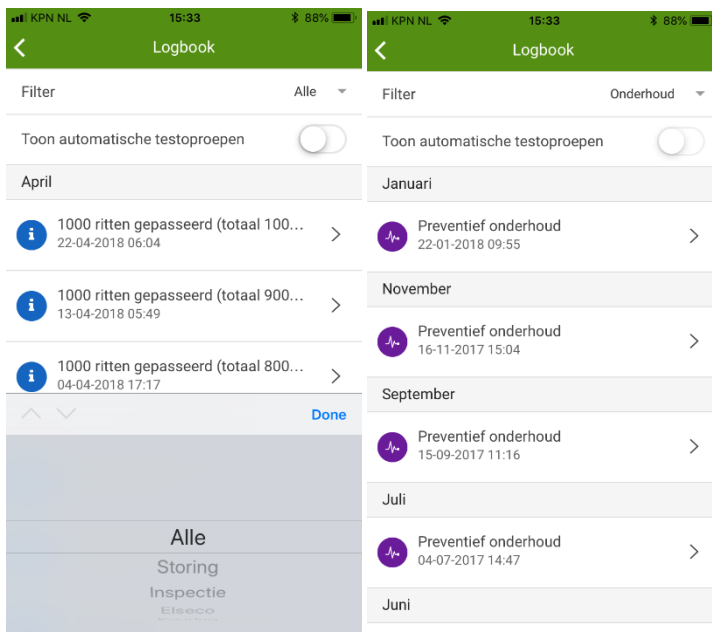 KPN NL 15:33 88%
Logbook
Filter Alle
Toon automatische testoproepen
April
1000 ritten gepasseerd (totaal 100...
22-04-2018 06:04
1000 ritten gepasseerd (totaal 900...
13-04-2018 05:49
1000 ritten gepasseerd (totaal 800...
04-04-2018 17:17
Done
Alle
Storing
Inspectie
Elseco
KPN NL 15:33 88%
Logbook
Filter Onderhoud
Toon automatische testoproepen
Januari
Preventief onderhoud
22-01-2018 09:55
November
Preventief onderhoud
16-11-2017 15:04
September
Preventief onderhoud
15-09-2017 11:16
Juli
Preventief onderhoud
04-07-2017 14:47
Juni